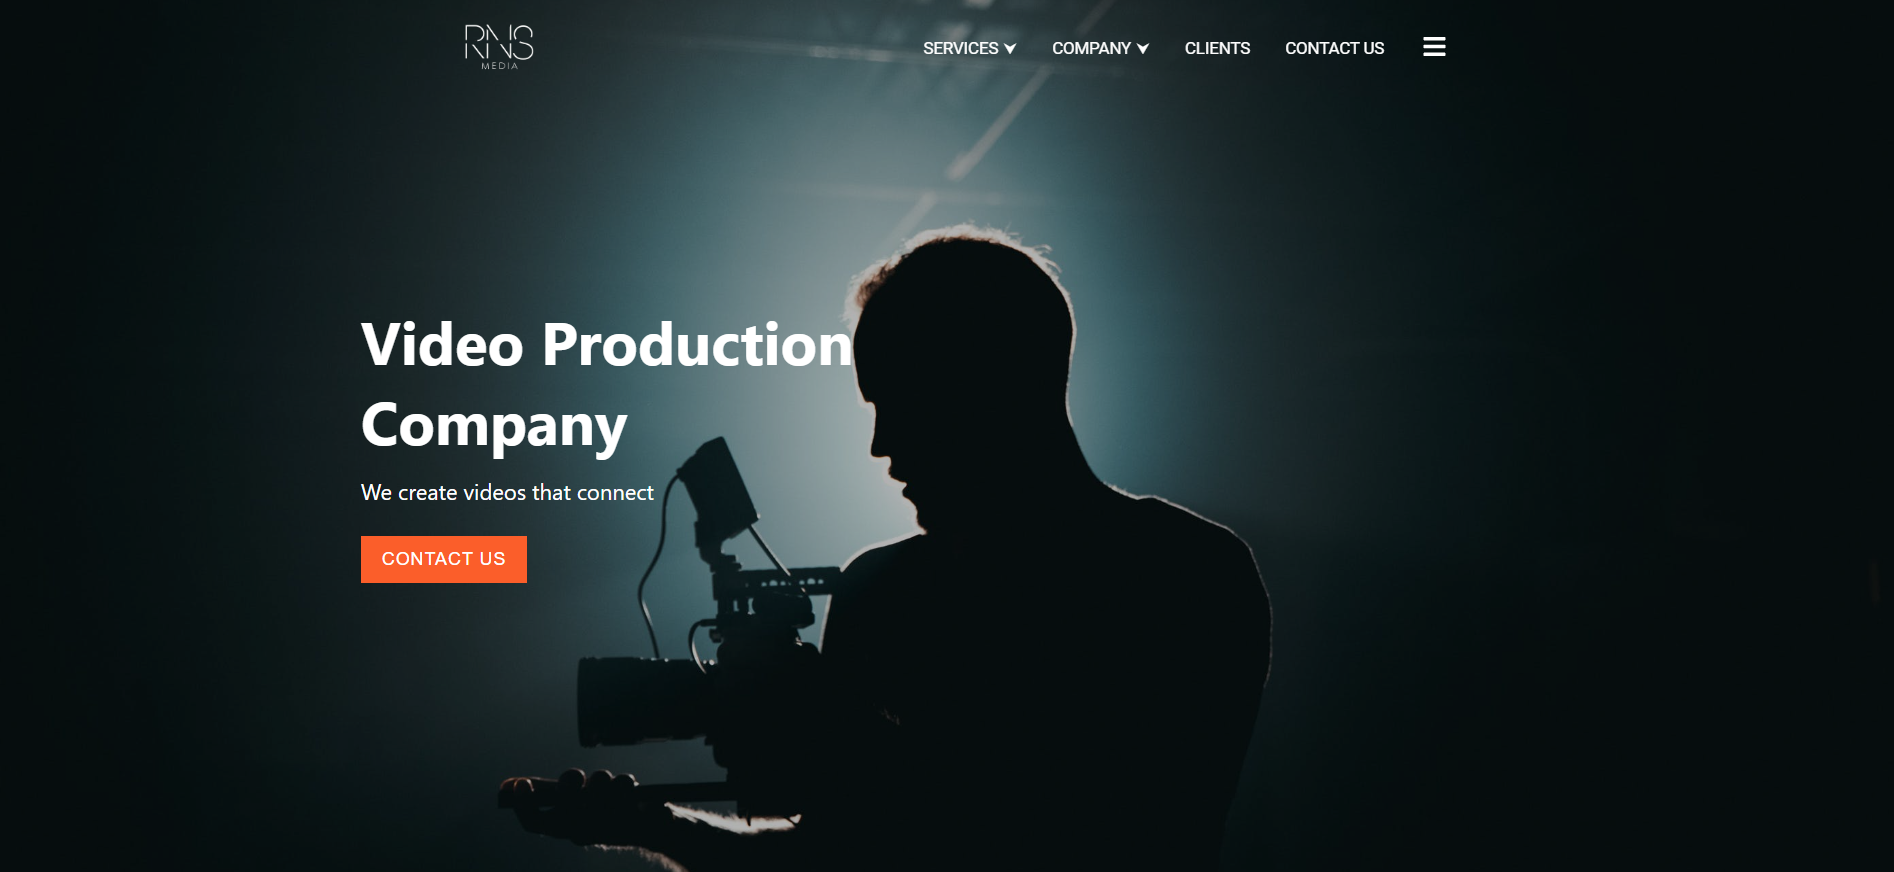 RNS
MEDIA
SERVICES COMPANY CLIENTS CONTACT US
Video Production
Company
We create videos that connect
CONTACT US